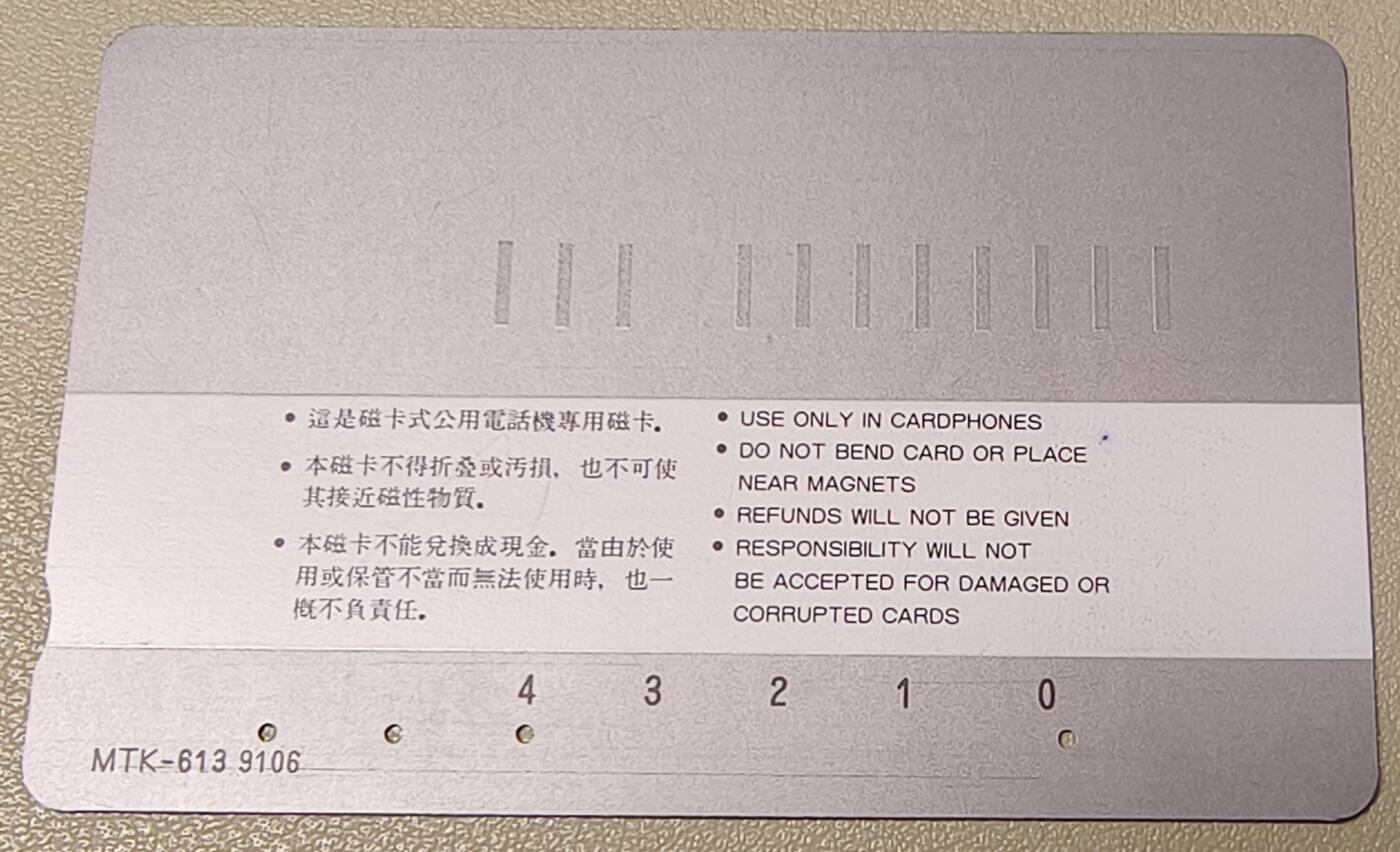 • 這是磁卡式公用電話機專用磁卡.
• 本磁卡不得折叠或汚損, 也不可使
其接近磁性物質.
• 本磁卡不能兌換成現金. 當由於使
用或保管不當而無法使用時, 也一
槪不負責任.
• USE ONLY IN CARDPHONES
• DO NOT BEND CARD OR PLACE
NEAR MAGNETS
• REFUNDS WILL NOT BE GIVEN
• RESPONSIBILITY WILL NOT
BE ACCEPTED FOR DAMAGED OR
CORRUPTED CARDS
4 3 2 1 0
MTK-613 9106